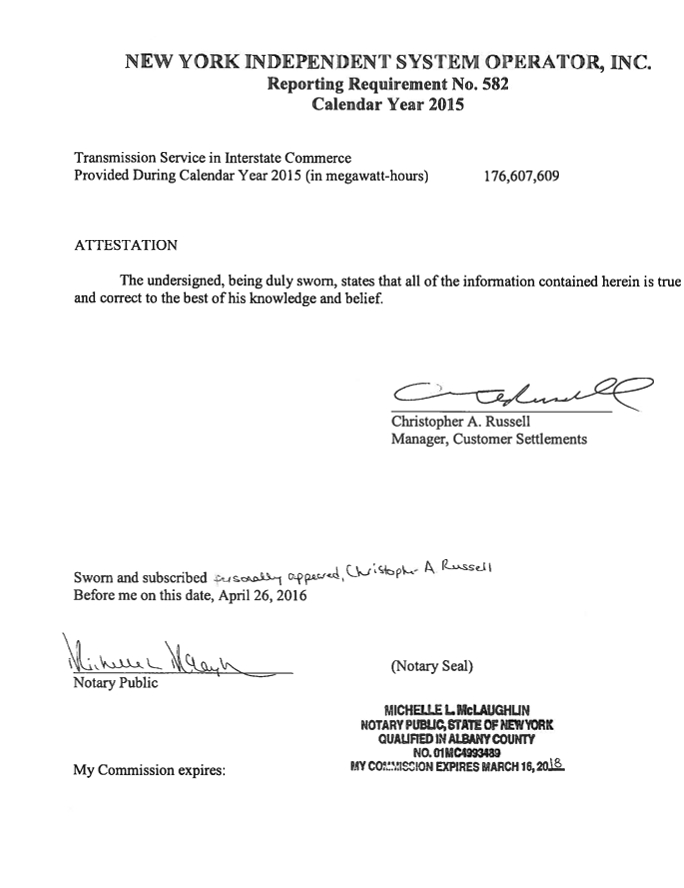 NEW YORK INDEPENDENT SYSTEM OPERATOR, INC.
Reporting Requirement No. 582
Calendar Year 2015
Transmission Service in Interstate Commerce
Provided During Calendar Year 2015 (in megawatt-hours) 176,607,609
ATTESTATION
The undersigned, being duly sworn, states that all of the information contained herein is true
and correct to the best of his knowledge and belief.
Christopher A. Russell
Manager, Customer Settlements
Sworn and subscribed personally appeared, Christopher A Russell
Before me on this date, April 26, 2016
Notary Public
(Notary Seal)
MICHELLE L. McLAUGHLIN
NOTARY PUBLIC, STATE OF NEW YORK
QUALIFIED IN ALBANY COUNTY
NO. 01MC4993489
MY COMMISSION EXPIRES MARCH 16, 2018
My Commission expires: